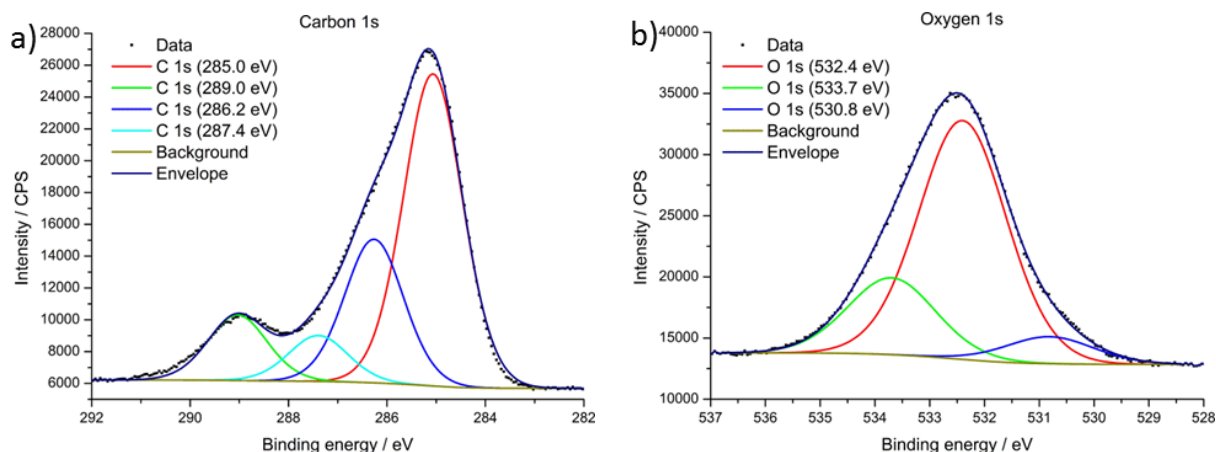 a)
Carbon 1s
Data
C 1s (285.0 eV)
C 1s (289.0 eV)
C 1s (286.2 eV)
C 1s (287.4 eV)
Background
Envelope
28000
26000
24000
22000
20000
18000
16000
14000
12000
10000
8000
6000
Intensity / CPS
292 290 288 286 284 282
Binding energy / eV
b)
Oxygen 1s
Data
O 1s (532.4 eV)
O 1s (533.7 eV)
O 1s (530.8 eV)
Background
Envelope
40000
35000
30000
25000
20000
15000
10000
Intensity / CPS
537 536 535 534 533 532 531 530 529 528
Binding energy / eV